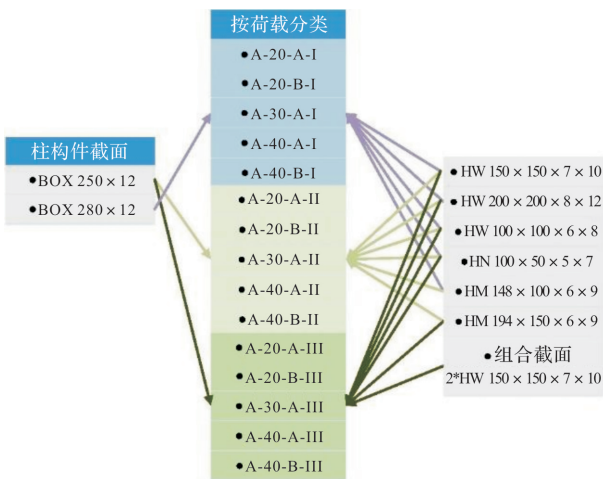 柱构件截面
●BOX 250×12
●BOX 280×12
按荷载分类
●A-20-A-I
●A-20-B-I
●A-30-A-I
●A-40-A-I
●A-40-B-I
●A-20-A-II
●A-20-B-II
●A-30-A-II
●A-40-A-II
●A-40-B-II
●A-20-A-III
●A-20-B-III
●A-30-A-III
●A-40-A-III
●A-40-B-III
●HW 150×150×7×10
●HW 200×200×8×12
●HW 100×100×6×8
●HN 100×50×5×7
●HM 148×100×6×9
●HM 194×150×6×9
●组合截面
2*HW 150×150×7×10